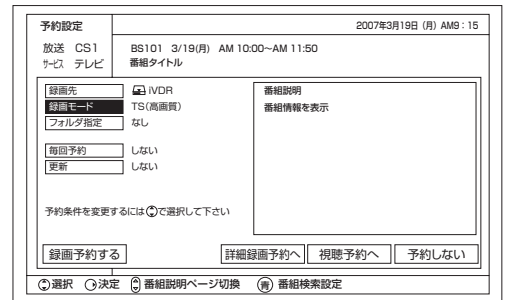 予約設定 2007年3月19日 (月) AM9：15
放送 CS1 BS101 3/19(月) AM 10:00~AM 11:50
サービス テレビ 番組タイトル
録画先 iVDR 番組説明
録画モード TS(高画質) 番組情報を表示
フォルダ指定 なし
毎回予約 しない
更新 しない
予約条件を変更するには で選択して下さい
録画予約する 詳細録画予約へ 視聴予約へ 予約しない
選択 決定 番組説明ページ切換 青 番組検索設定